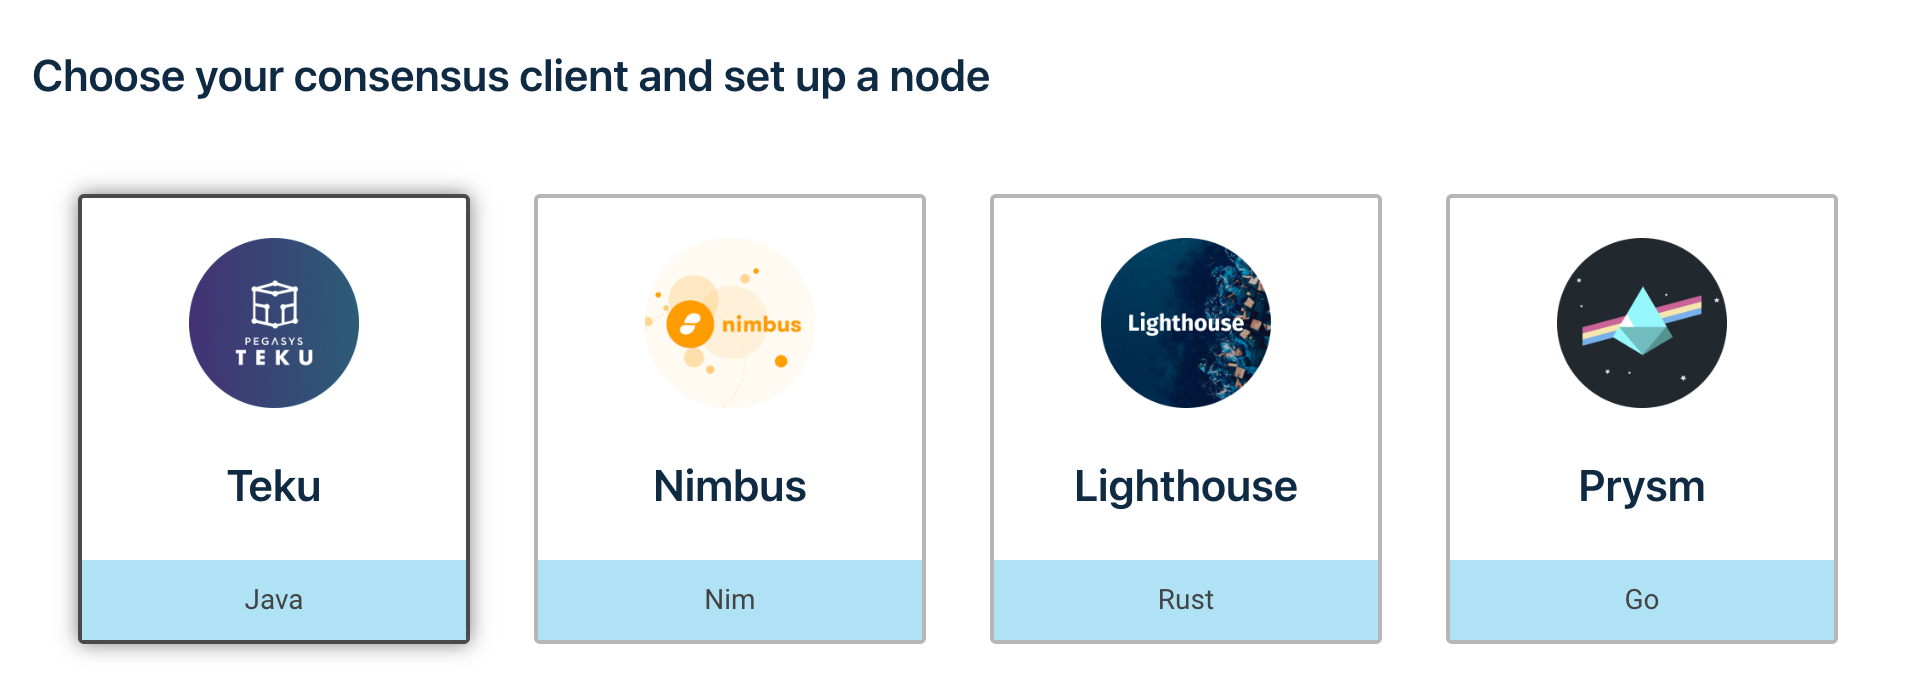 Choose your consensus client and set up a node
PEGASYS
TEKU
nimbus
Lighthouse
Teku
Nimbus
Lighthouse
Prysm
Java
Nim
Rust
Go